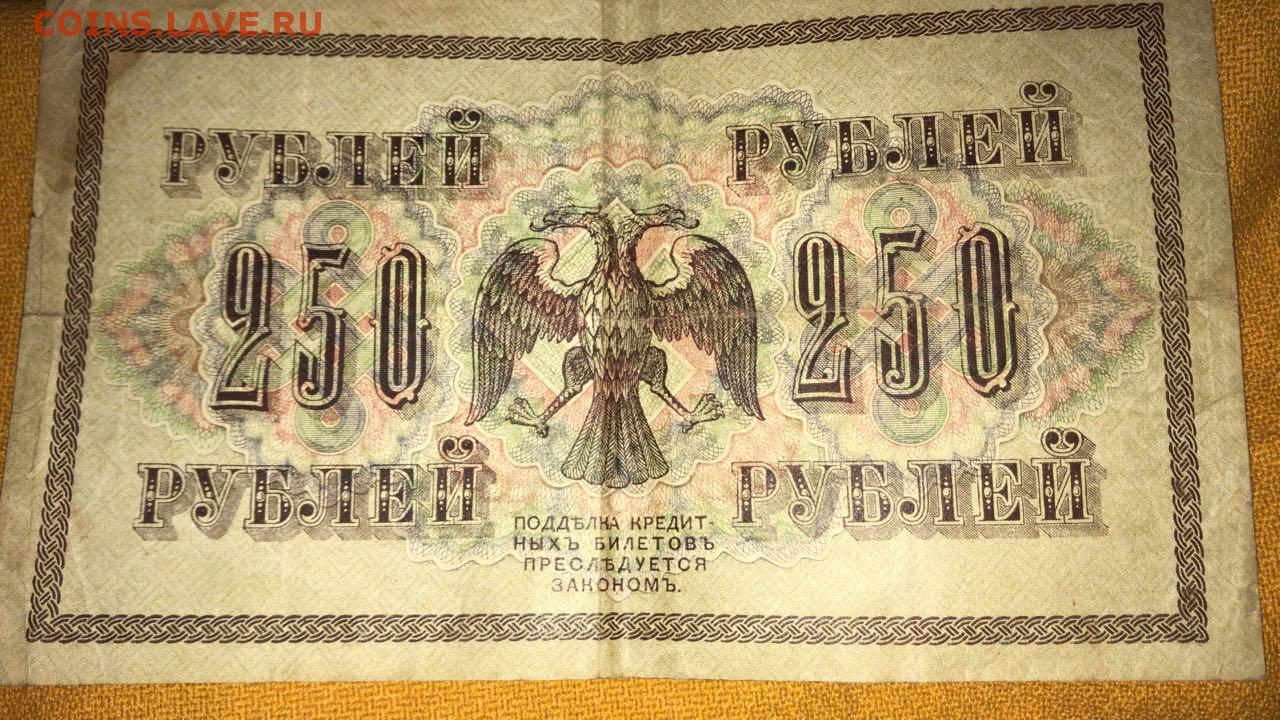 COINS.LAVE.RU
РУБЛЕЙ РУБЛЕЙ
250 250
РУБЛЕЙ РУБЛЕЙ
ПОДДѢЛКА КРЕДИТ-
НЫХЪ БИЛЕТОВЪ
ПРЕСЛѢДУЕТСЯ
ЗАКОНОМЪ.